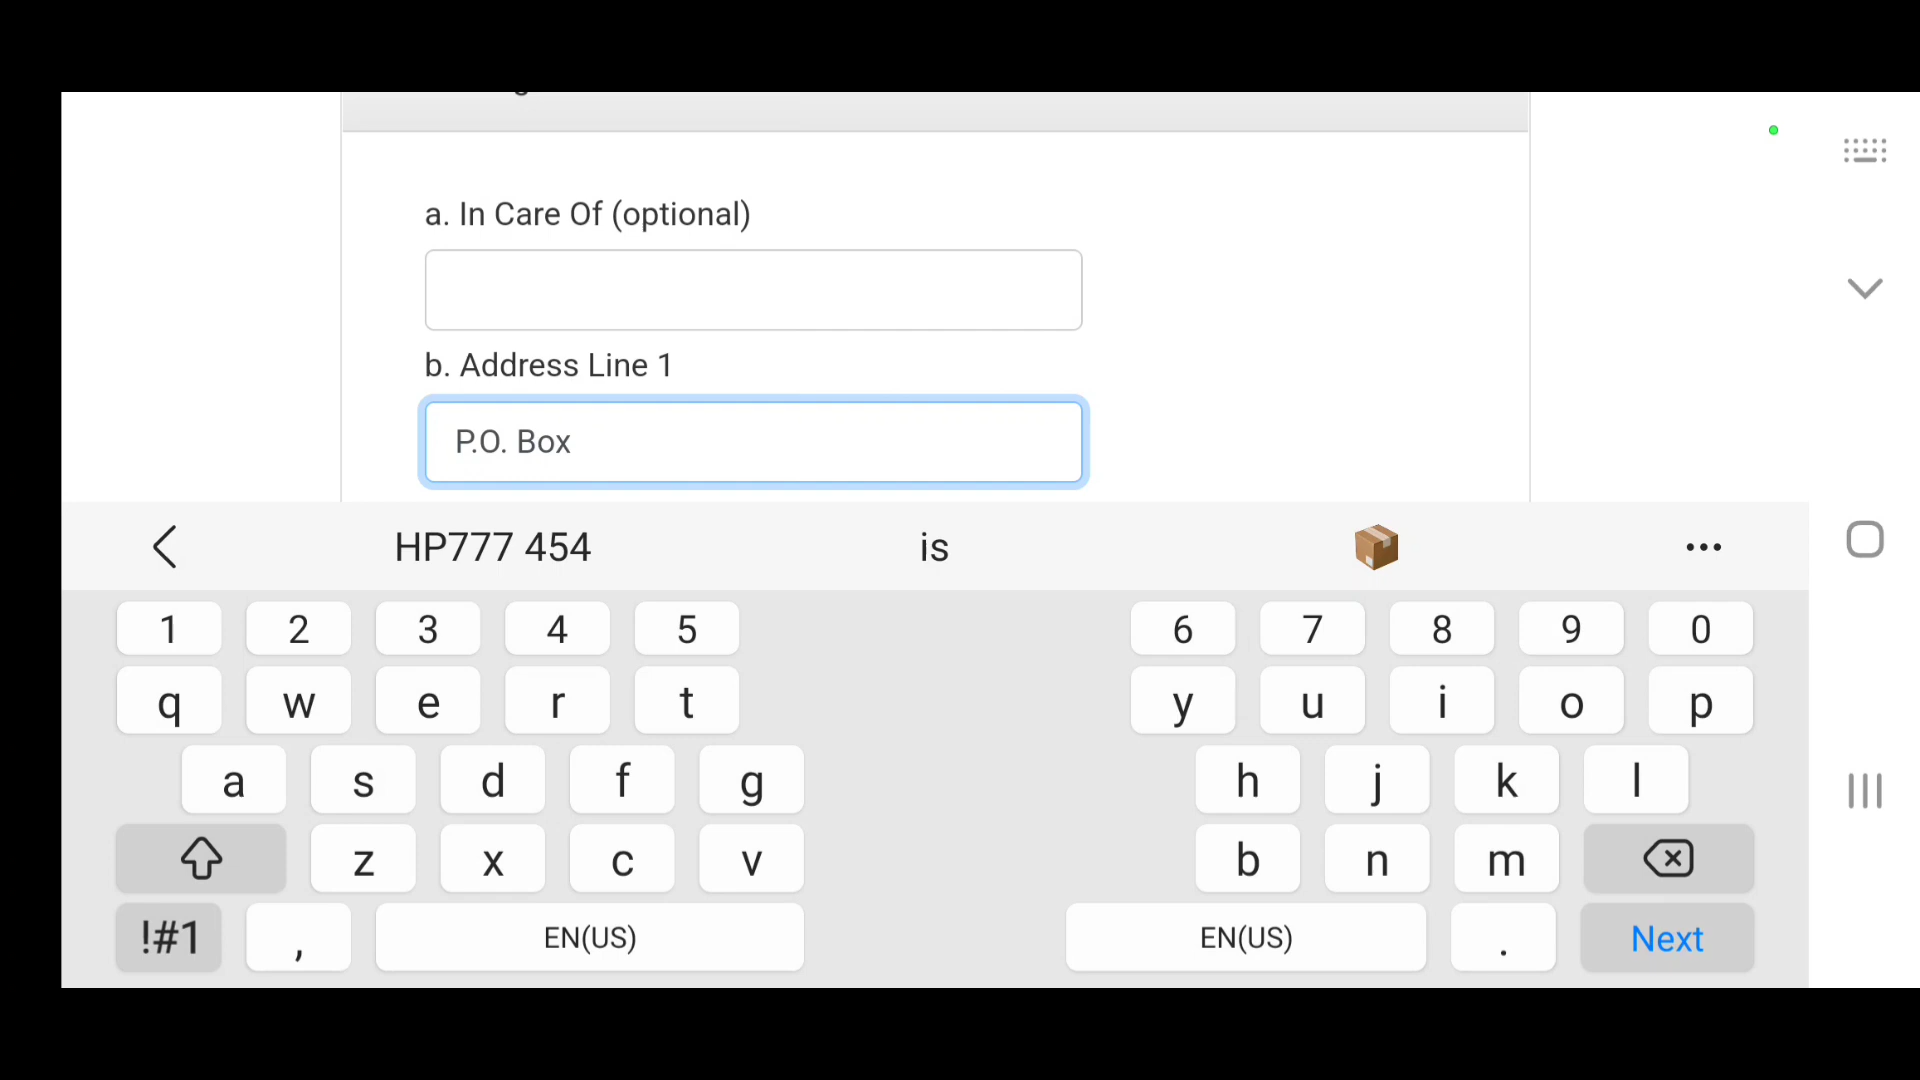 a. In Care Of (optional)
b. Address Line 1
P.O. Box
HP777 454 is
1 2 3 4 5 6 7 8 9 0
q w e r t y u i o p
a s d f g h j k l
z x c v b n m
!#1 , EN(US) EN(US) . Next